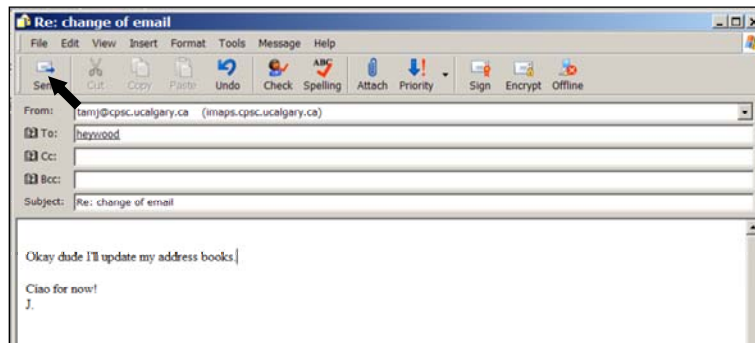 Re: change of email
File Edit View Insert Format Tools Message Help
Send Cut Copy Paste Undo Check Spelling Attach Priority Sign Encrypt Offline
From: tamj@cpsc.ucalgary.ca (imaps.cpsc.ucalgary.ca)
To: heywood
Cc:
Bcc:
Subject: Re: change of email
Okay dude I'll update my address books.
Ciao for now!
J.